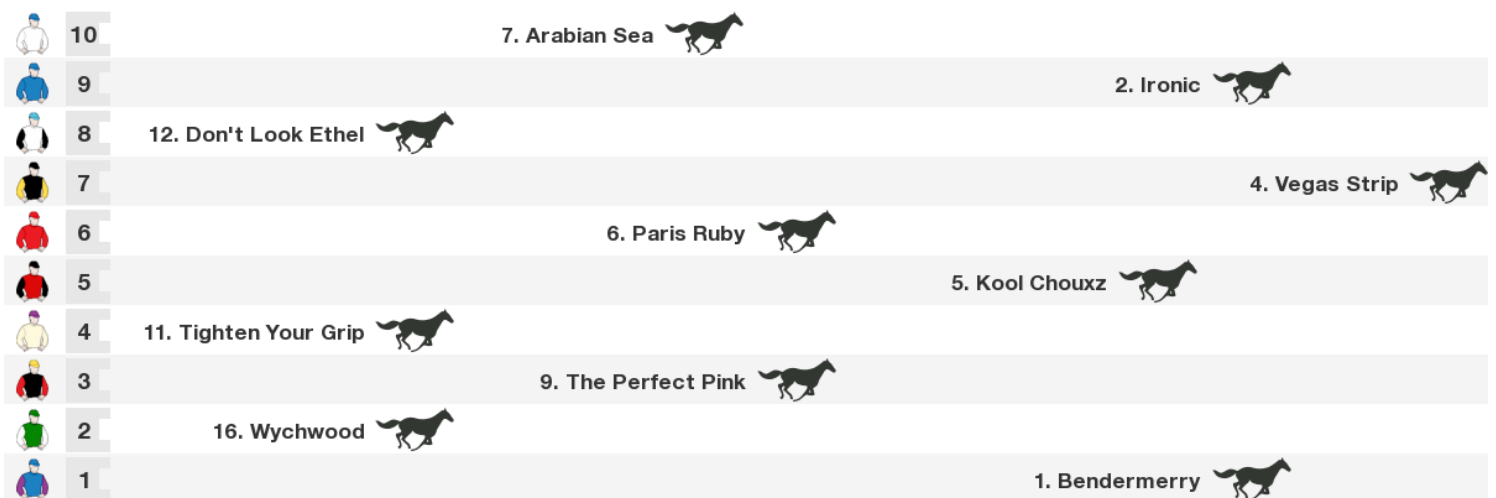 10 7. Arabian Sea
9 2. Ironic
8 12. Don't Look Ethel
7 4. Vegas Strip
6 6. Paris Ruby
5 5. Kool Chouxz
4 11. Tighten Your Grip
3 9. The Perfect Pink
2 16. Wychwood
1 1. Bendermerry